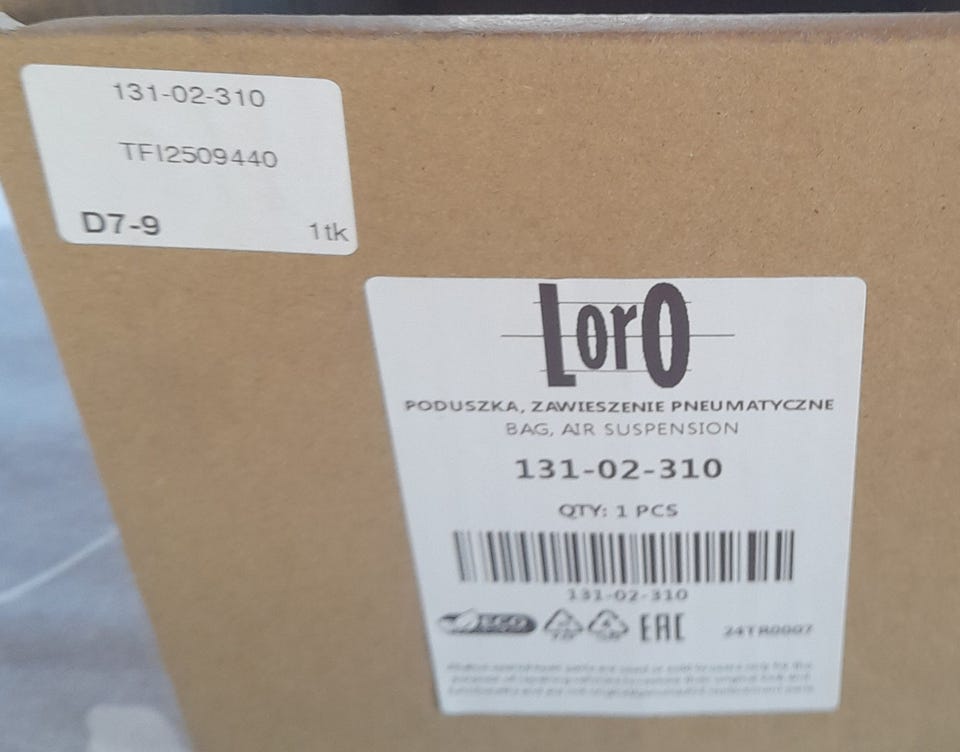 131-02-310
TFI2509440
D7-9 1tk
LorO
PODUSZKA, ZAWIESZENIE PNEUMATYCZNE
BAG, AIR SUSPENSION
131-02-310
QTY: 1 PCS
131-02-310
ECO EAC 24TR0007